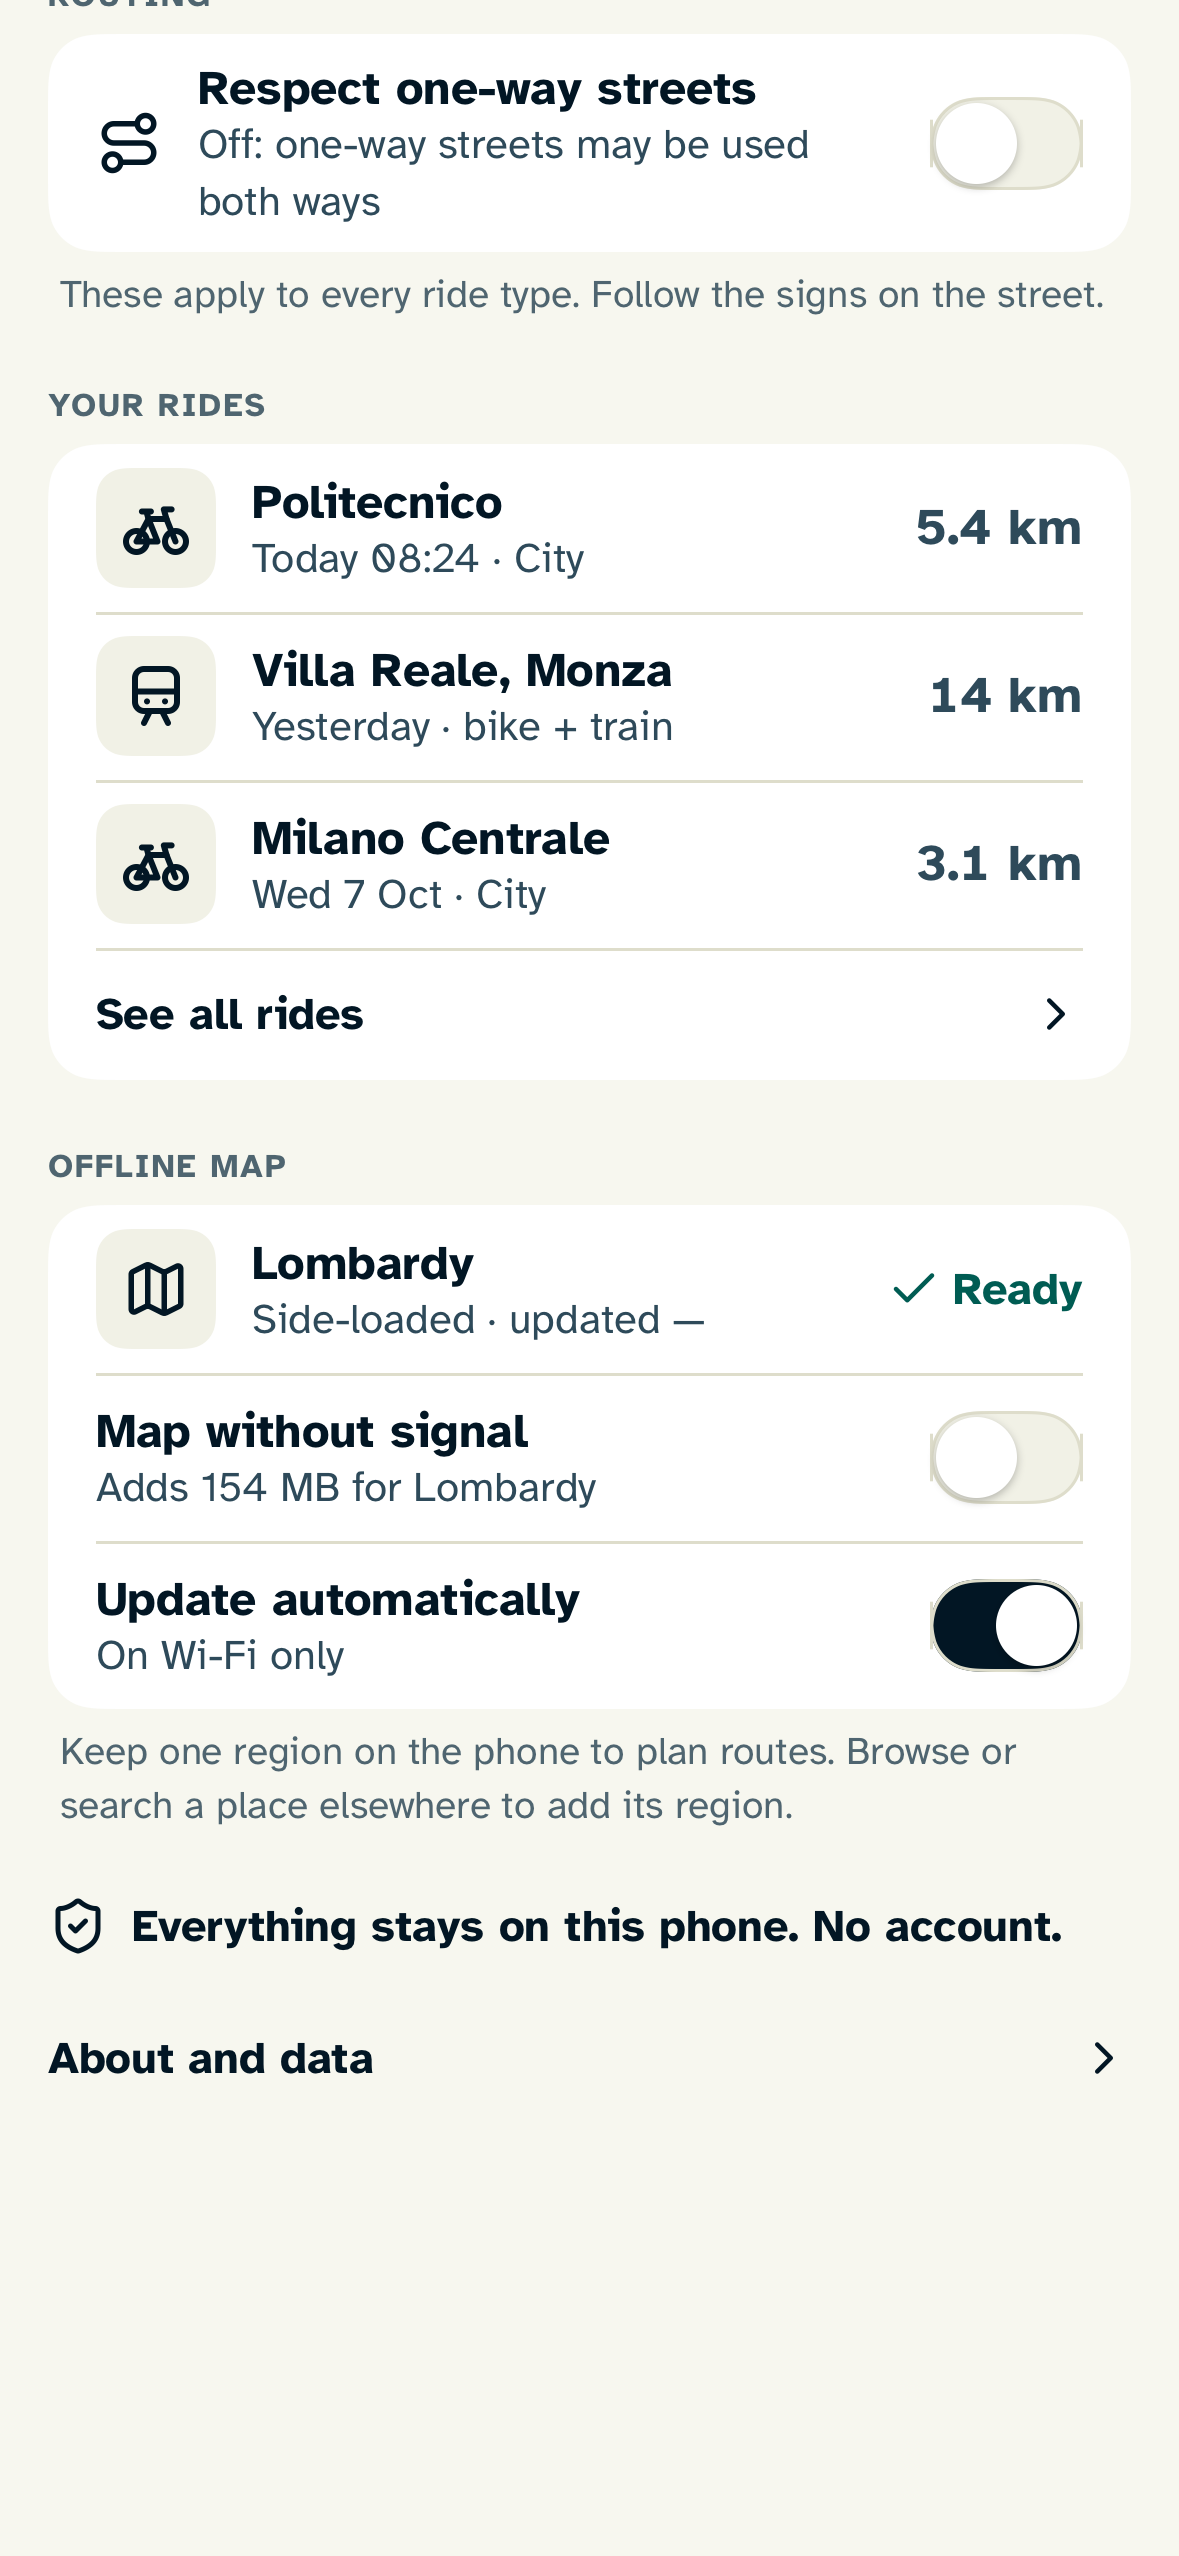 ROUTING
Respect one-way streets
Off: one-way streets may be used
both ways
These apply to every ride type. Follow the signs on the street.
YOUR RIDES
Politecnico
Today 08:24 · City
5.4 km
Villa Reale, Monza
Yesterday · bike + train
14 km
Milano Centrale
Wed 7 Oct · City
3.1 km
See all rides
OFFLINE MAP
Lombardy
Side-loaded · updated —
Ready
Map without signal
Adds 154 MB for Lombardy
Update automatically
On Wi-Fi only
Keep one region on the phone to plan routes. Browse or
search a place elsewhere to add its region.
Everything stays on this phone. No account.
About and data